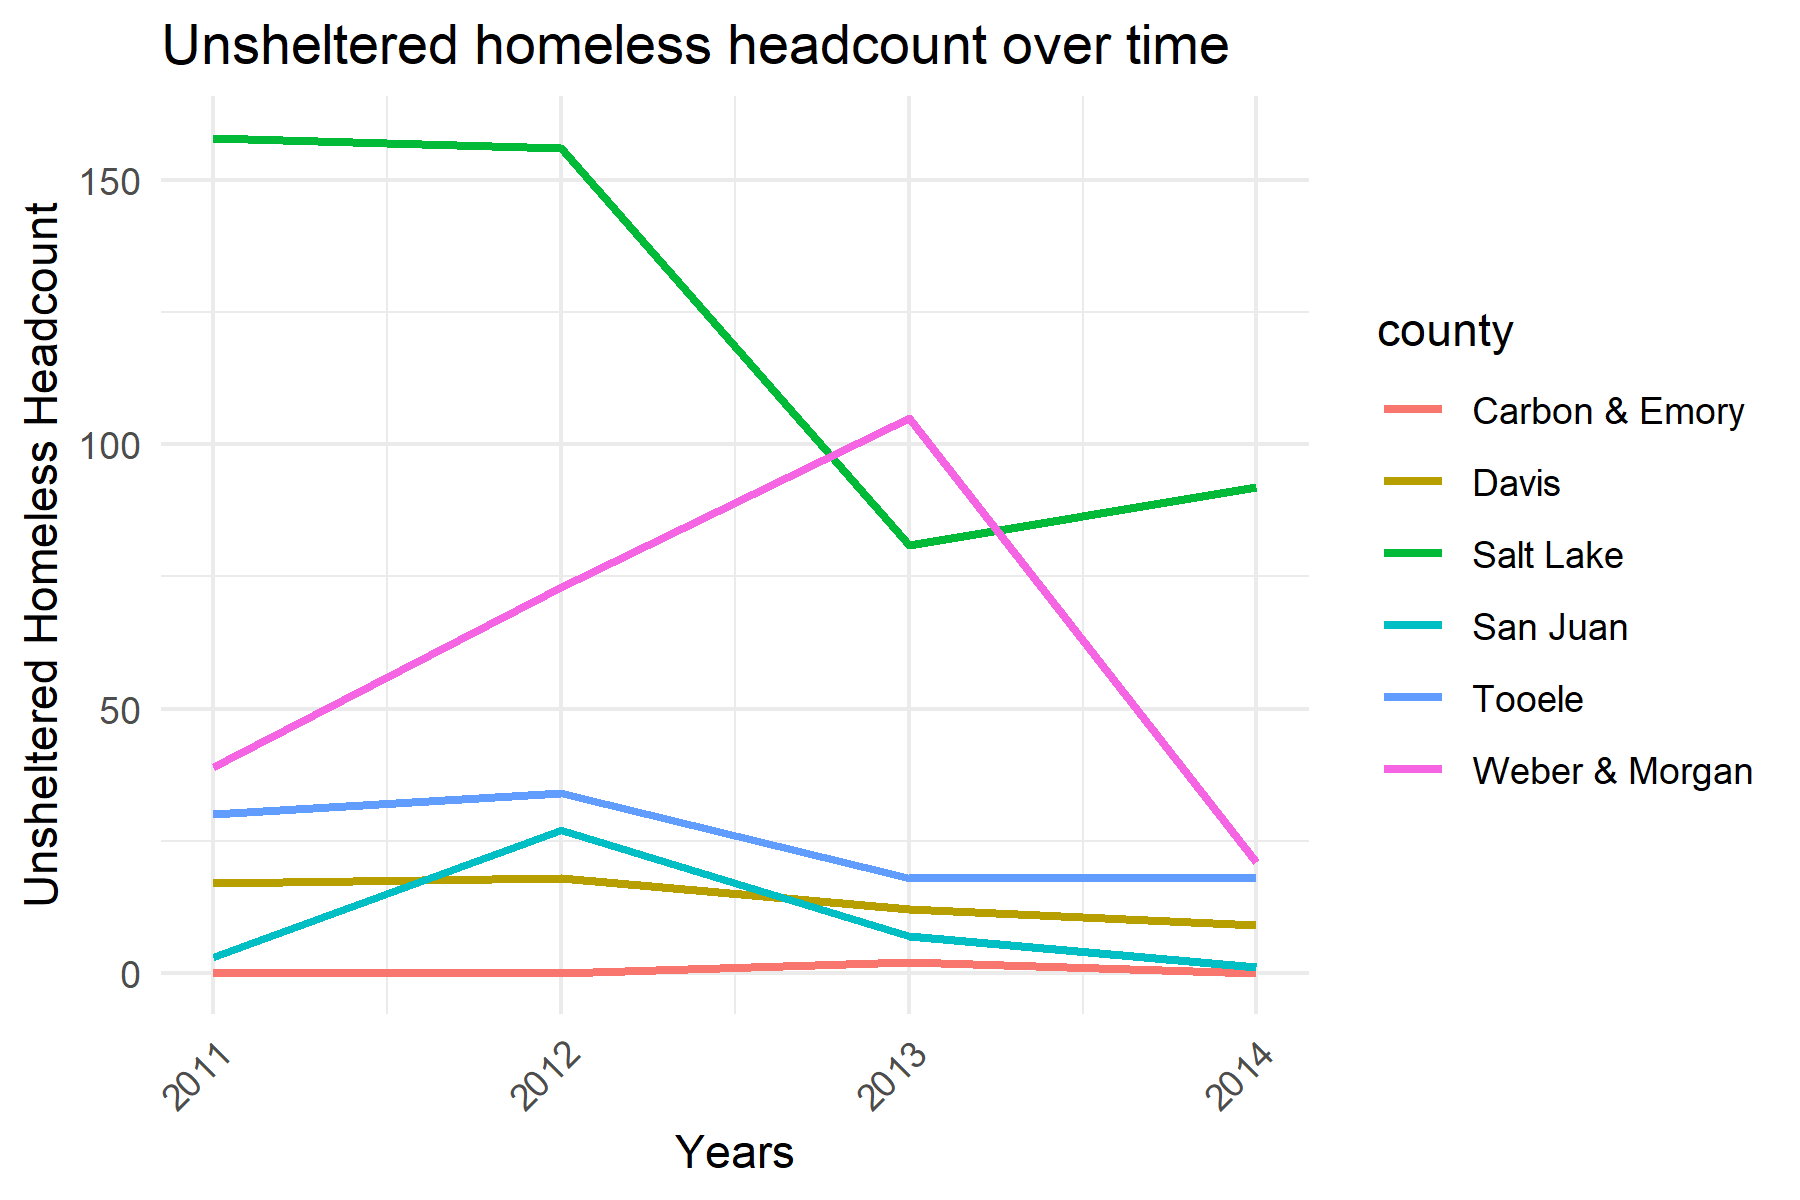 Unsheltered homeless headcount over time
Unsheltered Homeless Headcount
150
100
50
0
2011
2012
2013
2014
Years
county
Carbon & Emory
Davis
Salt Lake
San Juan
Tooele
Weber & Morgan